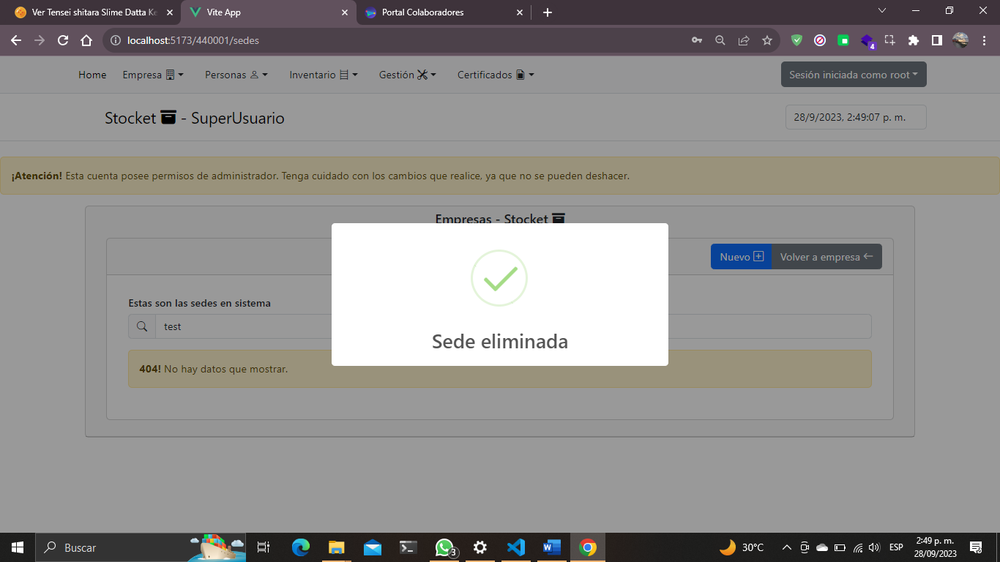 Ver Tensei shitara Slime Datta Ke
Vite App
Portal Colaboradores
localhost:5173/440001/sedes
4
Home
Empresa
Personas
Inventario
Gestión
Certificados
Sesión iniciada como root
Stocket - SuperUsuario
28/9/2023, 2:49:07 p. m.
¡Atención! Esta cuenta posee permisos de administrador. Tenga cuidado con los cambios que realice, ya que no se pueden deshacer.
Empresas - Stocket
Nuevo
Volver a empresa
Estas son las sedes en sistema
test
404! No hay datos que mostrar.
Sede eliminada
Buscar
3
30°C
ESP
2:49 p. m.
28/09/2023